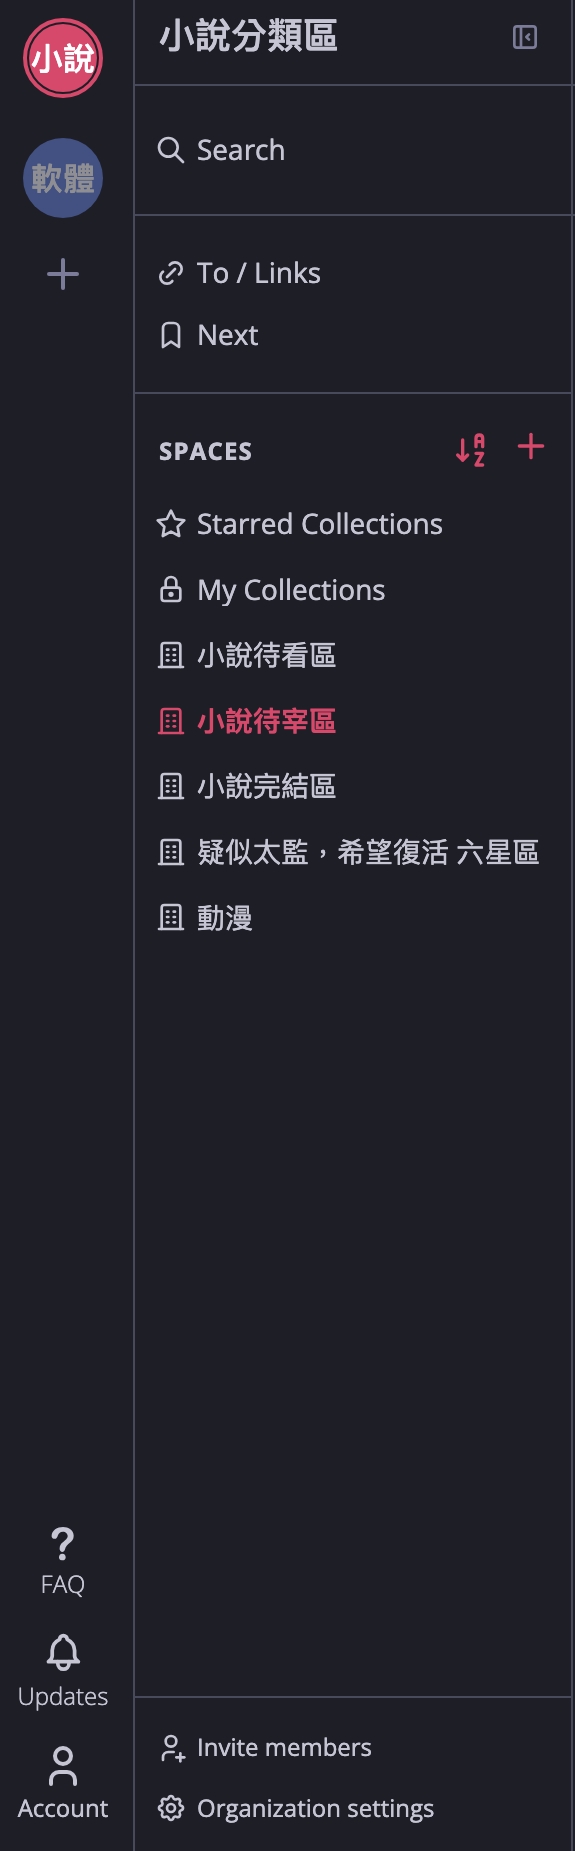 小說
軟體
小說分類區
Search
To / Links
Next
SPACES
Starred Collections
My Collections
小說待看區
小說待宰區
小說完結區
疑似太監，希望復活 六星區
動漫
FAQ
Updates
Account
Invite members
Organization settings